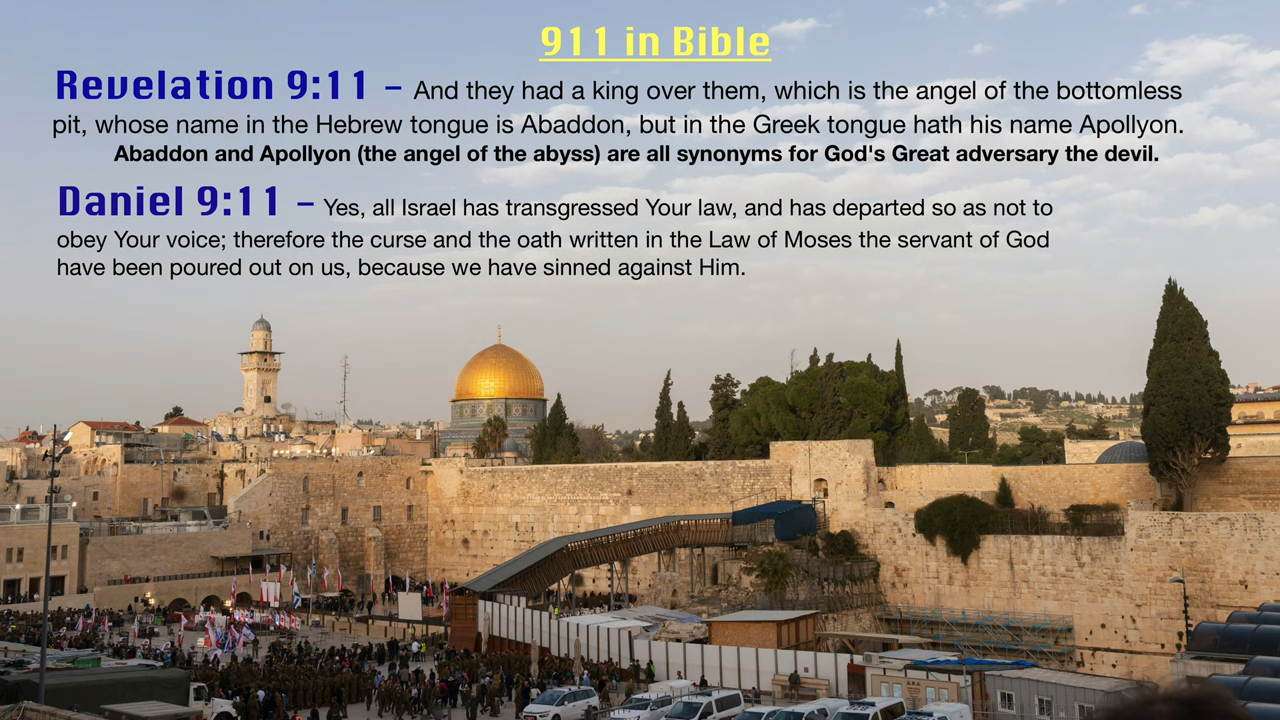 911 in Bible
Revelation 9:11 – And they had a king over them, which is the angel of the bottomless
pit, whose name in the Hebrew tongue is Abaddon, but in the Greek tongue hath his name Apollyon.
Abaddon and Apollyon (the angel of the abyss) are all synonyms for God's Great adversary the devil.
Daniel 9:11 – Yes, all Israel has transgressed Your law, and has departed so as not to
obey Your voice; therefore the curse and the oath written in the Law of Moses the servant of God
have been poured out on us, because we have sinned against Him.